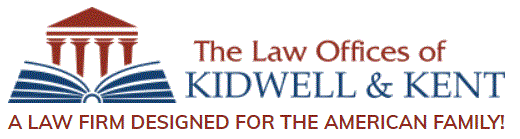 The Law Offices of
KIDWELL & KENT
A LAW FIRM DESIGNED FOR THE AMERICAN FAMILY!